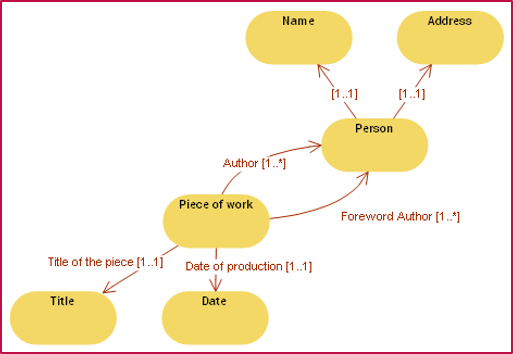 Name
Address
[1..1]
[1..1]
Person
Author [1..*]
Piece of work
Foreword Author [1..*]
Title of the piece [1..1]
Date of production [1..1]
Title
Date